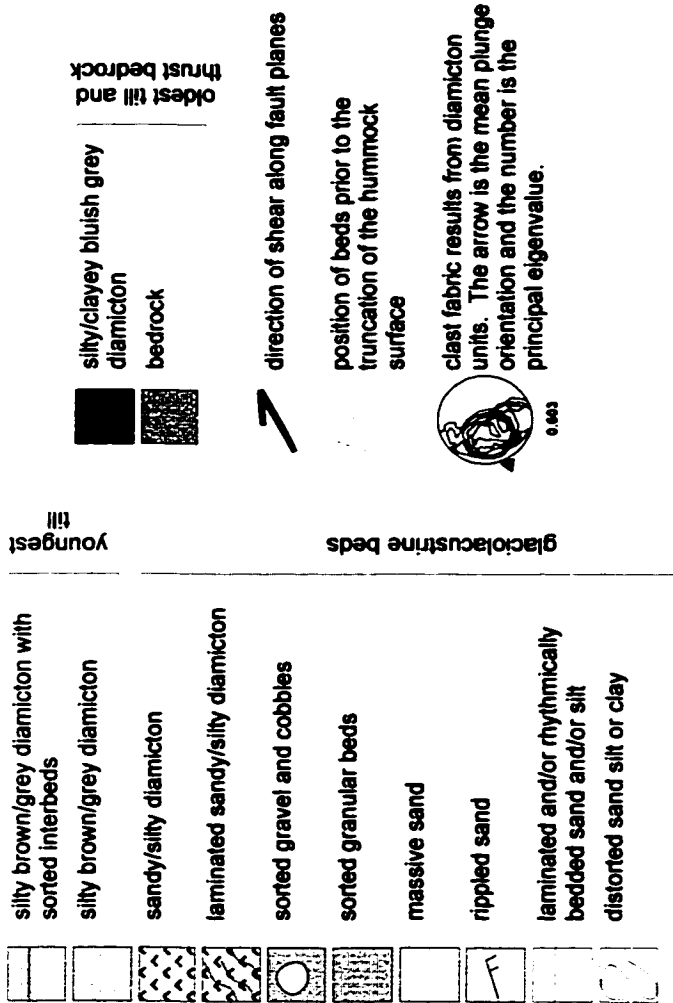 silty brown/grey diamicton with
sorted interbeds
silty brown/grey diamicton
youngest
till
sandy/silty diamicton
laminated sandy/silty diamicton
sorted gravel and cobbles
sorted granular beds
massive sand
rippled sand
laminated and/or rhythmically
bedded sand and/or silt
distorted sand silt or clay
glaciolacustrine beds
silty/clayey bluish grey
diamicton
bedrock
oldest till and
thrust bedrock
direction of shear along fault planes
position of beds prior to the
truncation of the hummock
surface
clast fabric results from diamicton
units. The arrow is the mean plunge
orientation and the number is the
principal eigenvalue.
0.603